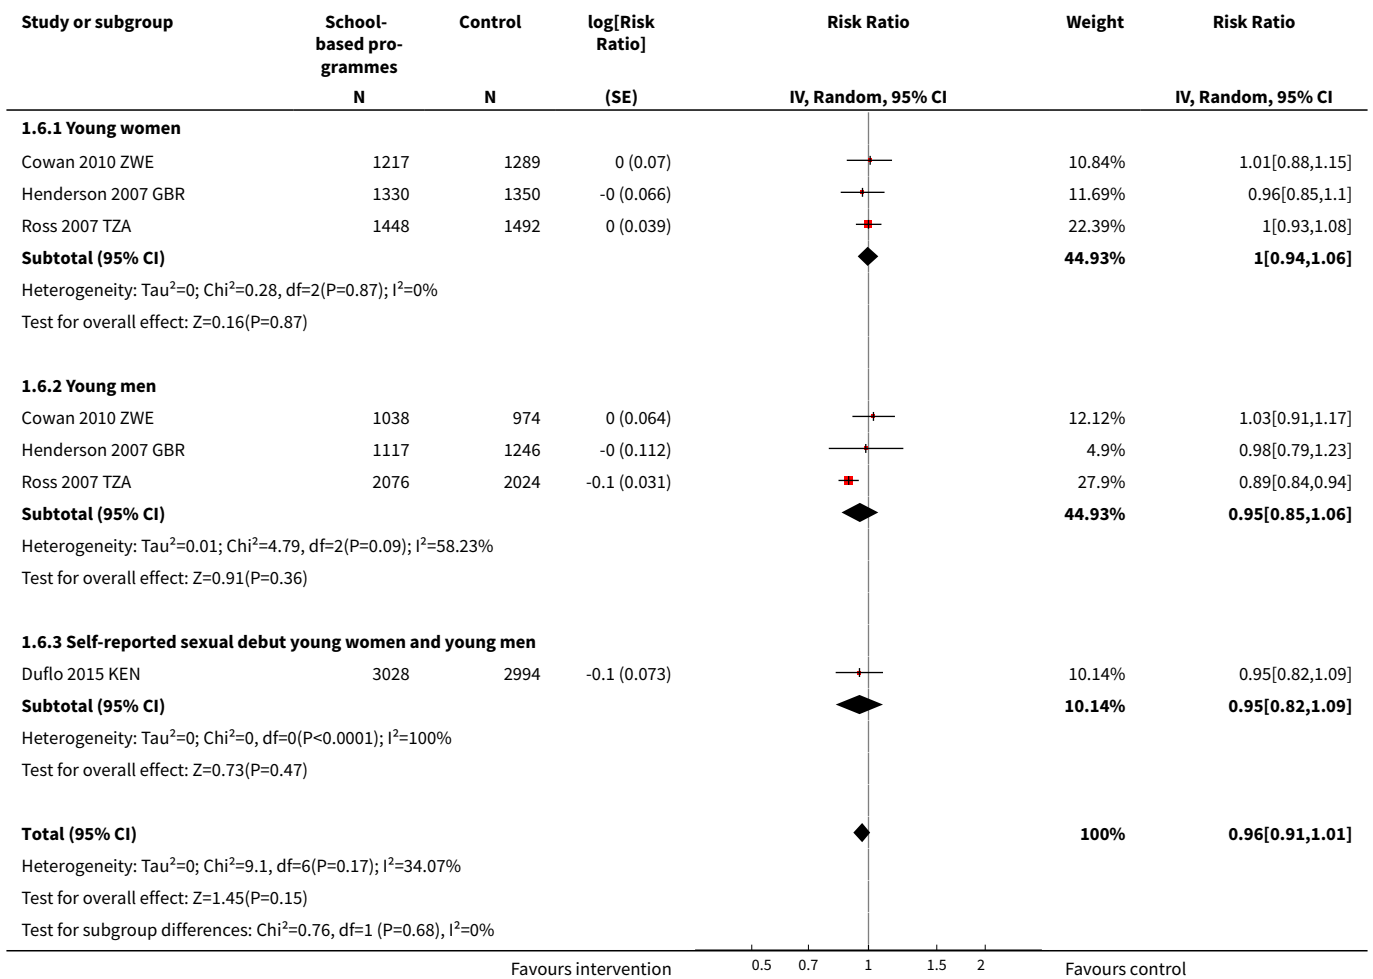 Study or subgroup School- Control log[Risk Risk Ratio Weight Risk Ratio
based pro- Ratio]
grammes
N N (SE) IV, Random, 95% CI IV, Random, 95% CI
1.6.1 Young women
Cowan 2010 ZWE 1217 1289 0 (0.07) 10.84% 1.01[0.88,1.15]
Henderson 2007 GBR 1330 1350 -0 (0.066) 11.69% 0.96[0.85,1.1]
Ross 2007 TZA 1448 1492 0 (0.039) 22.39% 1[0.93,1.08]
Subtotal (95% CI) 44.93% 1[0.94,1.06]
Heterogeneity: Tau²=0; Chi²=0.28, df=2(P=0.87); I²=0%
Test for overall effect: Z=0.16(P=0.87)
1.6.2 Young men
Cowan 2010 ZWE 1038 974 0 (0.064) 12.12% 1.03[0.91,1.17]
Henderson 2007 GBR 1117 1246 -0 (0.112) 4.9% 0.98[0.79,1.23]
Ross 2007 TZA 2076 2024 -0.1 (0.031) 27.9% 0.89[0.84,0.94]
Subtotal (95% CI) 44.93% 0.95[0.85,1.06]
Heterogeneity: Tau²=0.01; Chi²=4.79, df=2(P=0.09); I²=58.23%
Test for overall effect: Z=0.91(P=0.36)
1.6.3 Self-reported sexual debut young women and young men
Duflo 2015 KEN 3028 2994 -0.1 (0.073) 10.14% 0.95[0.82,1.09]
Subtotal (95% CI) 10.14% 0.95[0.82,1.09]
Heterogeneity: Tau²=0; Chi²=0, df=0(P<0.0001); I²=100%
Test for overall effect: Z=0.73(P=0.47)
Total (95% CI) 100% 0.96[0.91,1.01]
Heterogeneity: Tau²=0; Chi²=9.1, df=6(P=0.17); I²=34.07%
Test for overall effect: Z=1.45(P=0.15)
Test for subgroup differences: Chi²=0.76, df=1 (P=0.68), I²=0%
Favours intervention 0.5 0.7 1 1.5 2 Favours control